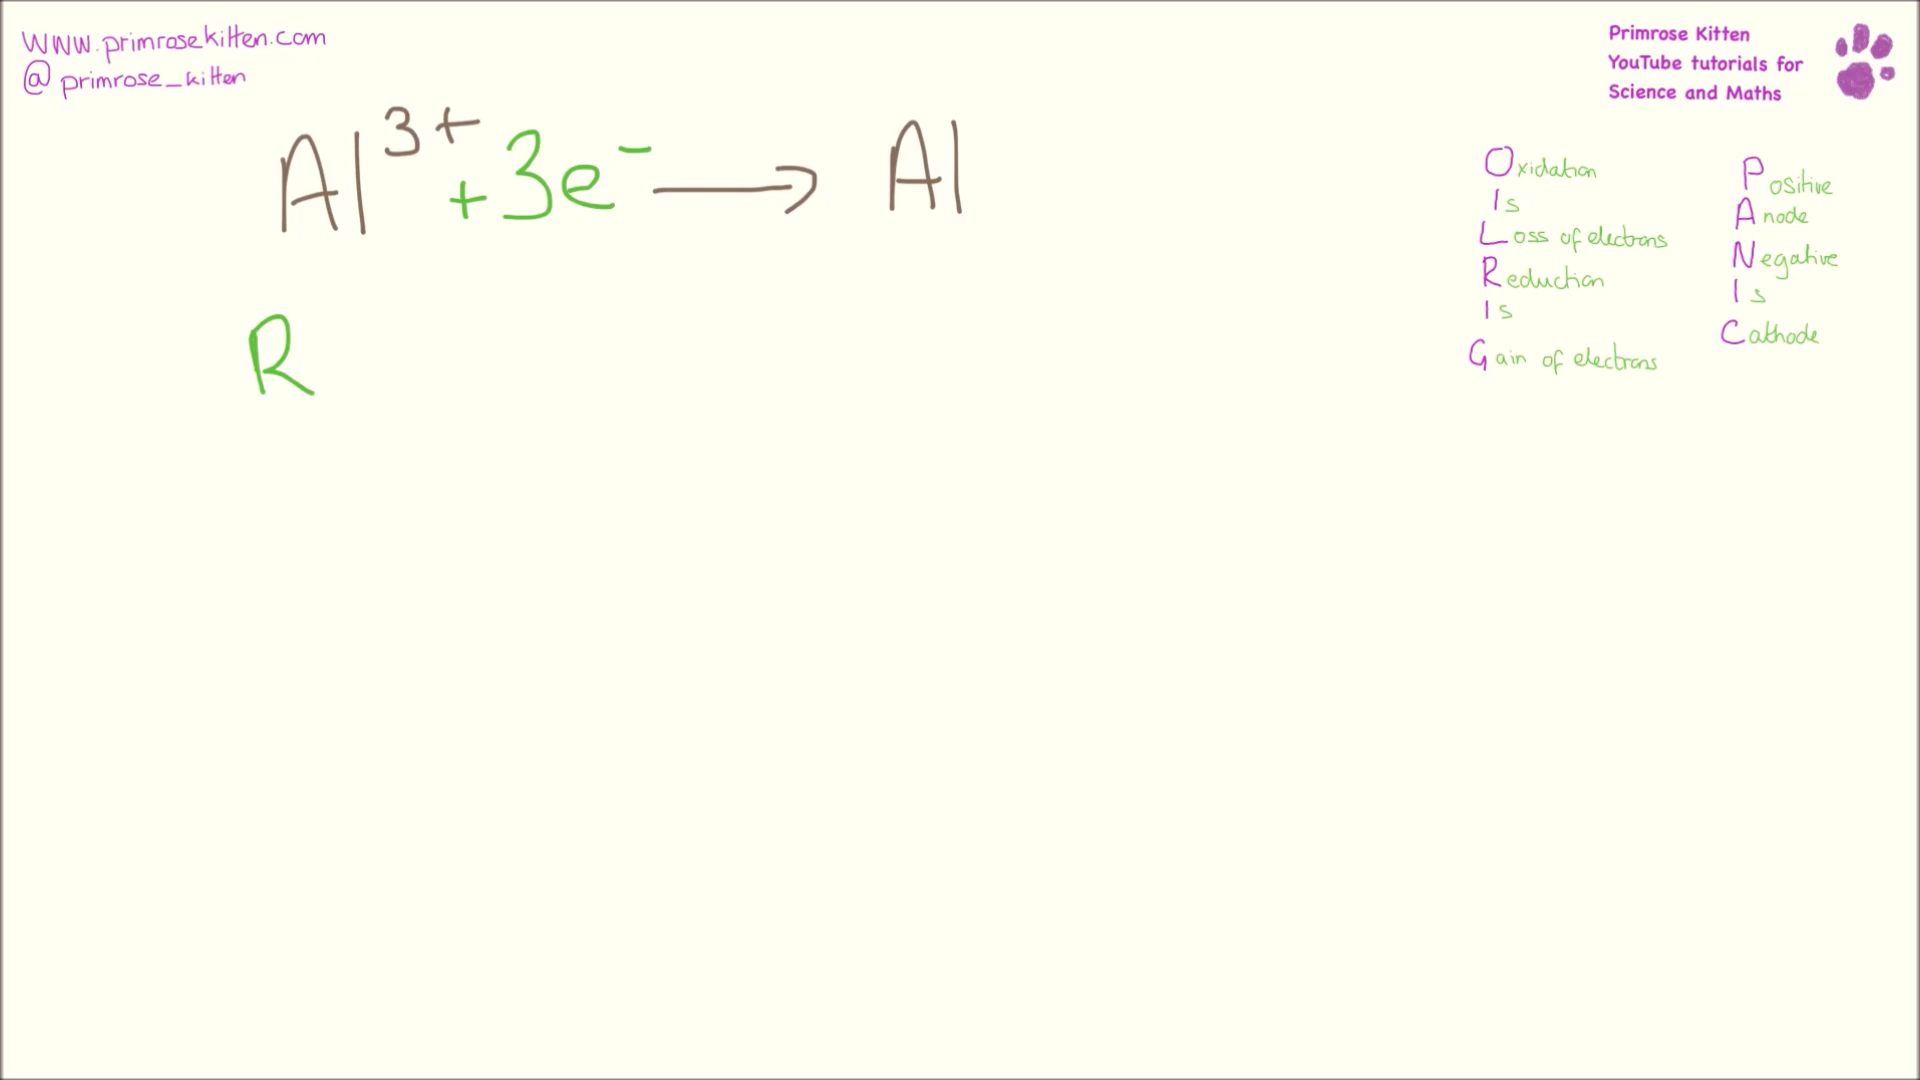 www.primrosekitten.com
@primrose_kitten
Primrose Kitten
YouTube tutorials for
Science and Maths
Al³⁺ + 3e⁻ → Al
R
Oxidation
Is
Loss of electrons
Reduction
Is
Gain of electrons
Positive
Anode
Negative
Is
Cathode